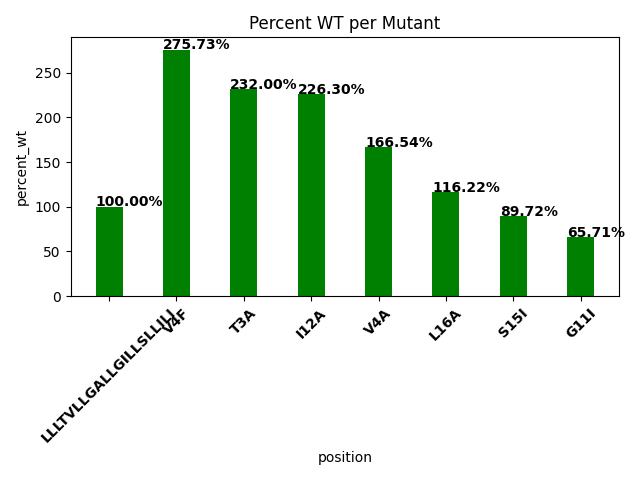 Percent WT per Mutant
percent_wt
250
200
150
100
50
0
100.00%
275.73%
232.00%
226.30%
166.54%
116.22%
89.72%
65.71%
LLLTVLLGALLGILLSLLILI
V4F
T3A
I12A
V4A
L16A
S15I
G11I
position